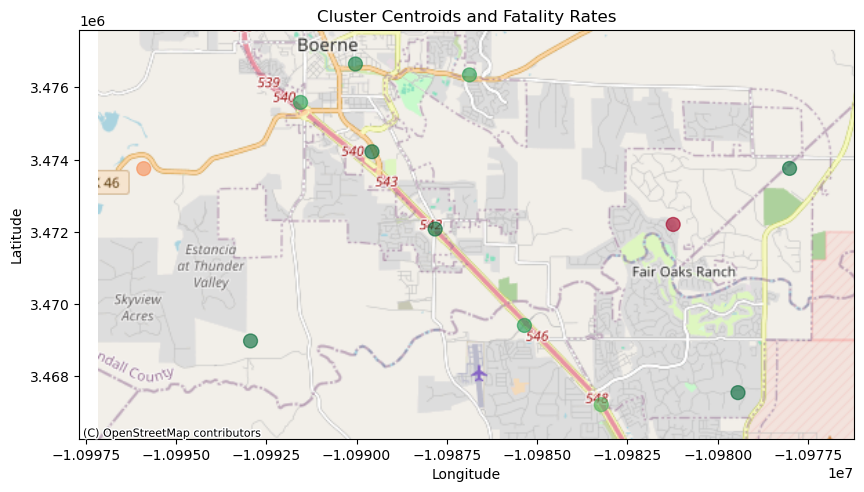 Cluster Centroids and Fatality Rates
1e6
Boerne
539
540
540
543
543
546
548
46
Estancia
at Thunder
Valley
Skyview
Acres
Fair Oaks Ranch
ndall County
(C) OpenStreetMap contributors
3.476
3.474
3.472
3.470
3.468
Latitude
−1.09975
−1.09950
−1.09925
−1.09900
−1.09875
−1.09850
−1.09825
−1.09800
−1.09775
1e7
Longitude